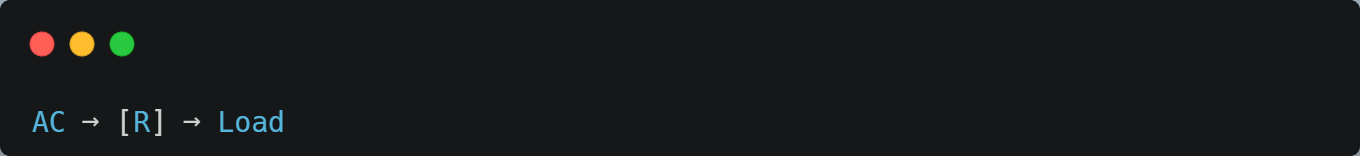 AC → [R] → Load